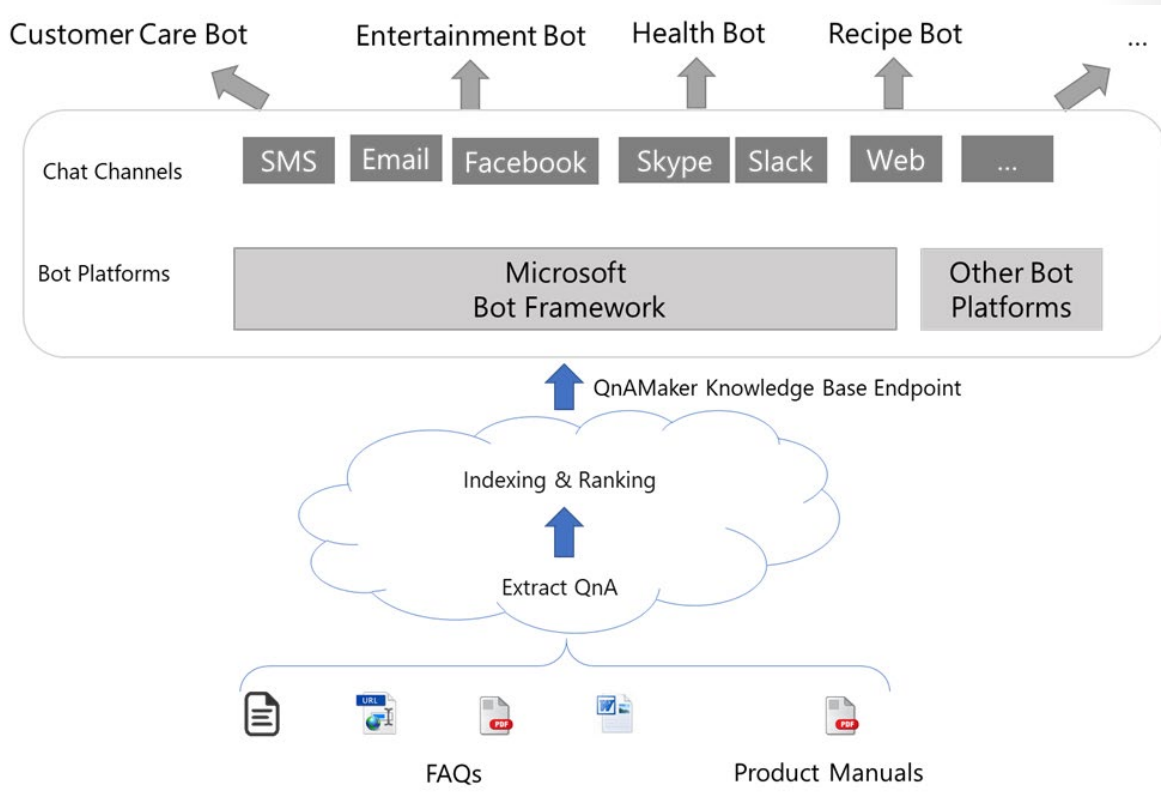 Customer Care Bot
Entertainment Bot
Health Bot
Recipe Bot
...
Chat Channels
SMS
Email
Facebook
Skype
Slack
Web
...
Bot Platforms
Microsoft
Bot Framework
Other Bot
Platforms
QnAMaker Knowledge Base Endpoint
Indexing & Ranking
Extract QnA
URL
PDF
W
PDF
FAQs
Product Manuals